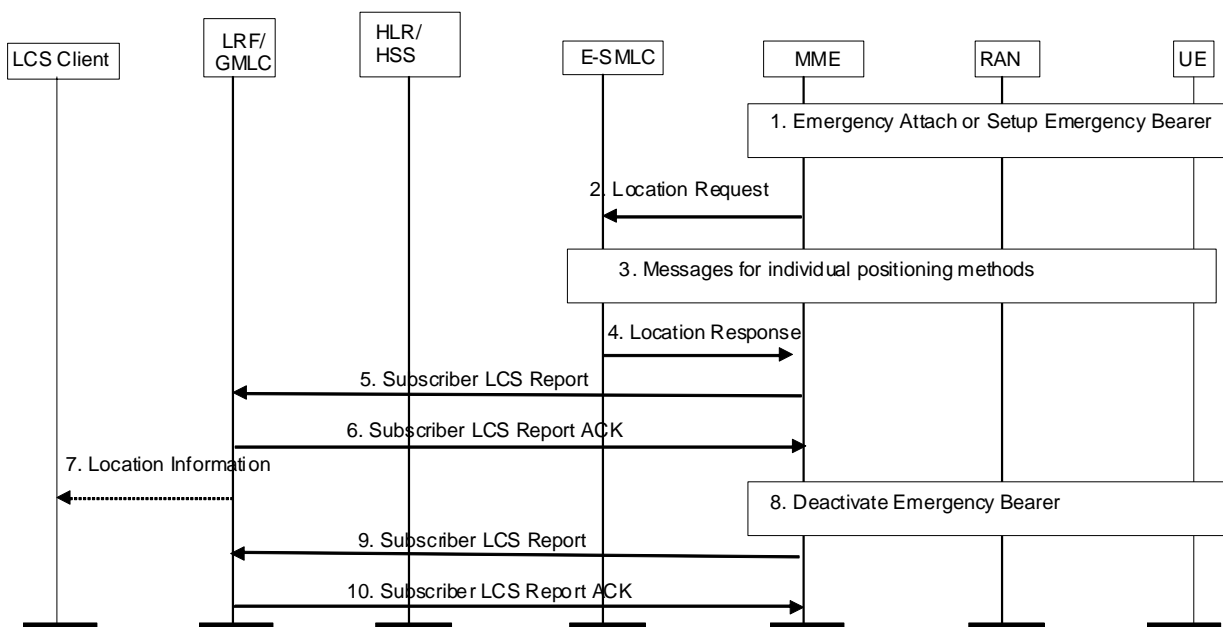 LCS Client
LRF/
GMLC
HLR/
HSS
E-SMLC
MME
RAN
UE
1. Emergency Attach or Setup Emergency Bearer
2. Location Request
3. Messages for individual positioning methods
4. Location Response
5. Subscriber LCS Report
6. Subscriber LCS Report ACK
7. Location Information
8. Deactivate Emergency Bearer
9. Subscriber LCS Report
10. Subscriber LCS Report ACK